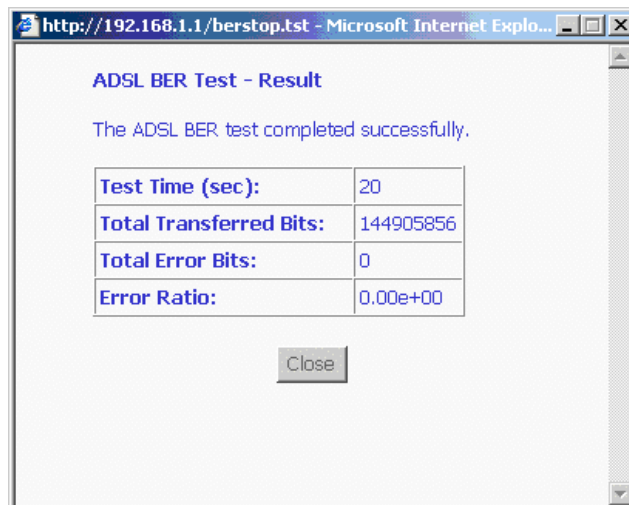 http://192.168.1.1/berstop.tst - Microsoft Internet Explo...
ADSL BER Test - Result
The ADSL BER test completed successfully.
Test Time (sec): 20
Total Transferred Bits: 144905856
Total Error Bits: 0
Error Ratio: 0.00e+00
Close